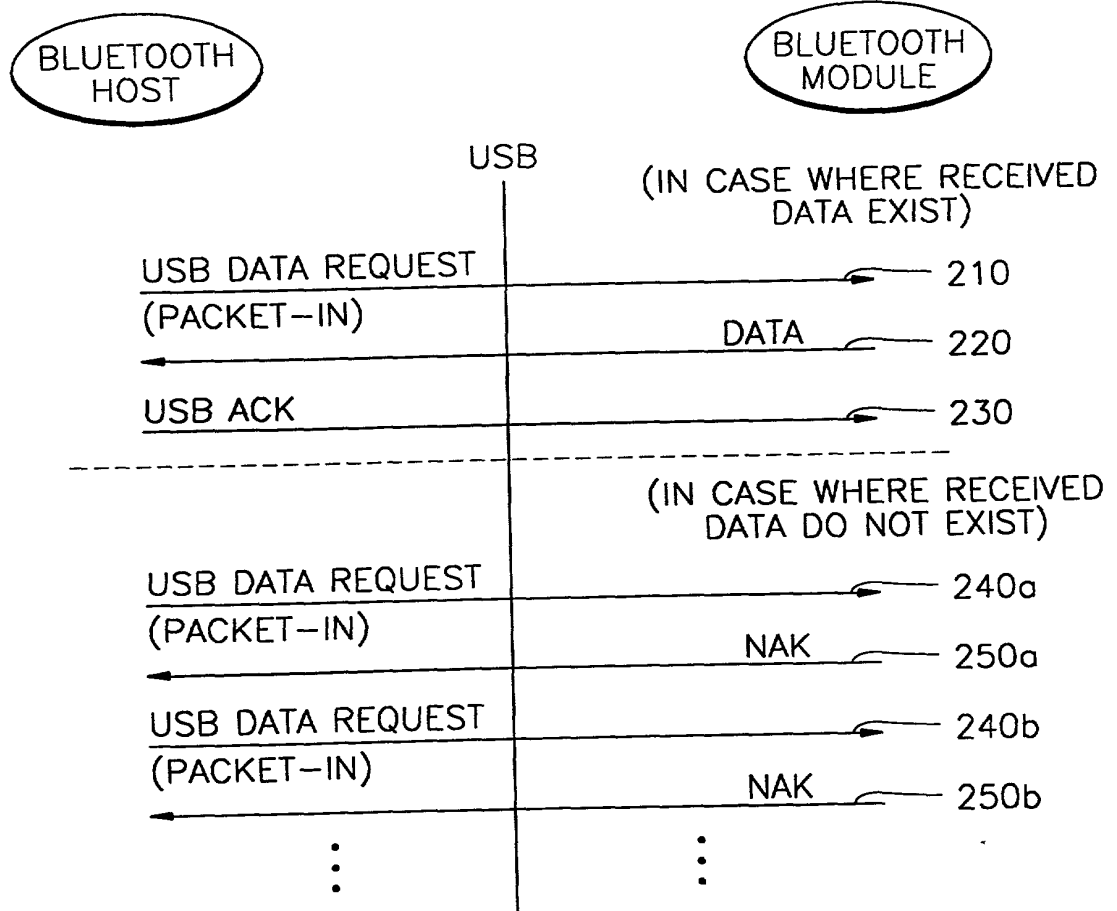 BLUETOOTH
HOST
BLUETOOTH
MODULE
USB
(IN CASE WHERE RECEIVED
DATA EXIST)
USB DATA REQUEST
210
(PACKET-IN)
DATA
220
USB ACK
230
(IN CASE WHERE RECEIVED
DATA DO NOT EXIST)
USB DATA REQUEST
240a
(PACKET-IN)
NAK
250a
USB DATA REQUEST
240b
(PACKET-IN)
NAK
250b